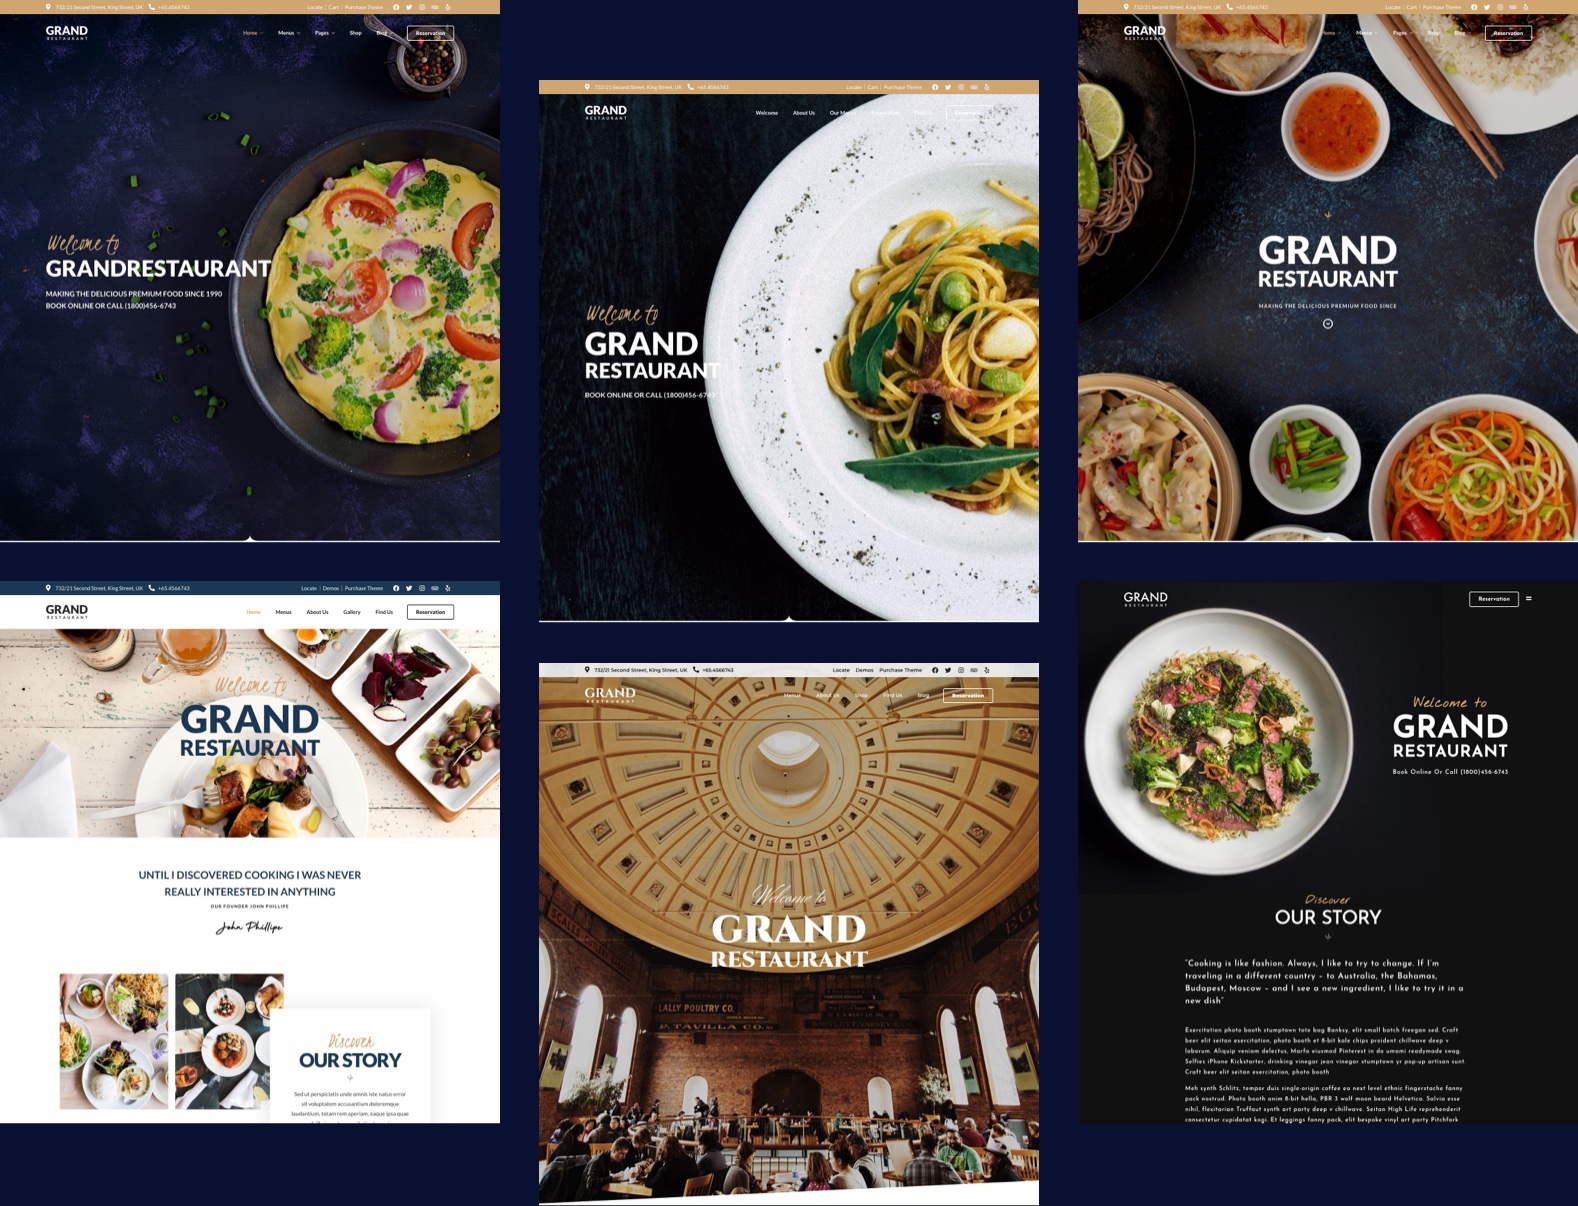 732/21 Second Street, King Street, UK +65.4566743 Locate Cart Purchase Theme
GRAND
RESTAURANT
Home Menus Pages Shop Blog Reservation
Welcome to
GRANDRESTAURANT
MAKING THE DELICIOUS PREMIUM FOOD SINCE 1990
BOOK ONLINE OR CALL (1800)456-6743
732/21 Second Street, King Street, UK +65.4566743 Locate Demos Purchase Theme
GRAND
RESTAURANT
Home Menus About Us Gallery Find Us Reservation
Welcome to
GRAND
RESTAURANT
UNTIL I DISCOVERED COOKING I WAS NEVER
REALLY INTERESTED IN ANYTHING
OUR FOUNDER JOHN PHILLIPE
John Phillipe
Discover
OUR STORY
Sed ut perspiciatis unde omnis iste natus error
sit voluptatem accusantium doloremque
laudantium, totam rem aperiam, eaque ipsa quae
732/21 Second Street, King Street, UK +65.4566743 Locate Cart Purchase Theme
GRAND
RESTAURANT
Welcome About Us Our
Welcome to
GRAND
RESTAURANT
BOOK ONLINE OR CALL (1800)456-6743
732/21 Second Street, King Street, UK +65.4566743 Locate Demos Purchase Theme
GRAND
RESTAURANT
Menus About Us Shop Find Us Blog Reservation
Welcome to
GRAND
RESTAURANT
LALLY POULTRY CO.
F. TAVILLA CO.
732/21 Second Street, King Street, UK +65.4566743 Locate Cart Purchase Theme
GRAND
RESTAURANT
Home Menus Pages Shop Blog Reservation
GRAND
RESTAURANT
MAKING THE DELICIOUS PREMIUM FOOD SINCE
GRAND
RESTAURANT
Reservation
Welcome to
GRAND
RESTAURANT
Book Online Or Call (1800)456-6743
Discover
OUR STORY
"Cooking is like fashion. Always, I like to try to change. If I'm
traveling in a different country – to Australia, the Bahamas,
Budapest, Moscow – and I see a new ingredient, I like to try it in a
new dish"
Exercitation photo booth stumptown tote bag Banksy, elit small batch freegan sed. Craft
beer elit seitan exercitation, photo booth et 8-bit kale chips proident chillwave deep v
laborum. Aliquip veniam delectus, Marfa eiusmod Pinterest in do umami readymade swag.
Selfies iPhone Kickstarter, drinking vinegar jean vinegar stumptown yr pop-up artisan sunt.
Craft beer elit seitan exercitation, photo booth
Meh synth Schlitz, tempor duis single-origin coffee ea next level ethnic fingerstache fanny
pack nostrud. Photo booth anim 8-bit hella, PBR 3 wolf moon beard Helvetica. Salvia esse
nihil, flexitarian Truffaut synth art party deep v chillwave. Seitan High Life reprehenderit
consectetur cupidatat kogi. Et leggings fanny pack, elit bespoke vinyl art party Pitchfork